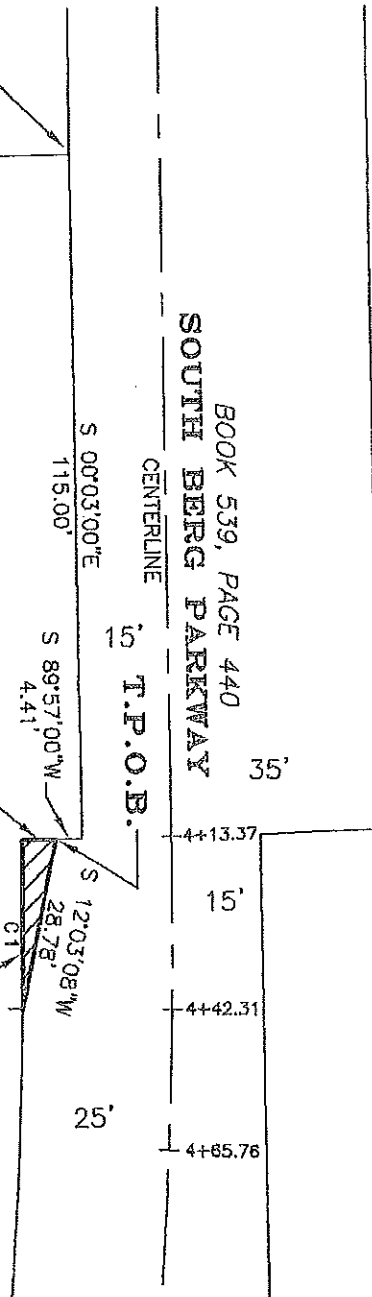 BOOK 539, PAGE 440
SOUTH BERG PARKWAY
CENTERLINE
35'
S 00°03'00"E
115.00'
15'
T.P.O.B.
S 89°57'00"W
4.41'
4+13.37
15'
S 12°03'08"W
28.78'
C1
4+42.31
25'
4+65.76